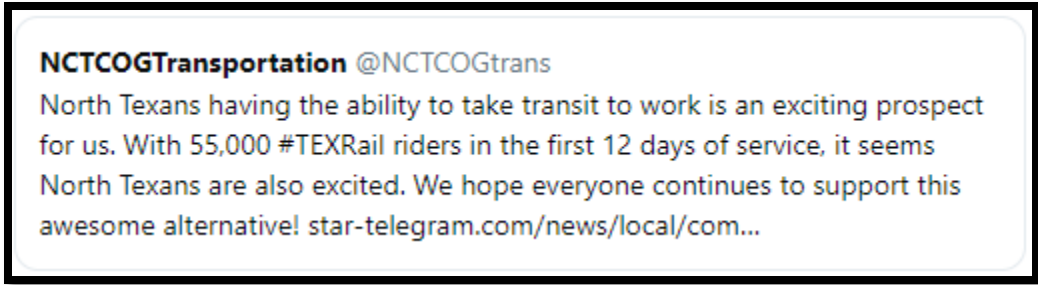 NCTCOGTransportation @NCTCOGtrans
North Texans having the ability to take transit to work is an exciting prospect
for us. With 55,000 #TEXRail riders in the first 12 days of service, it seems
North Texans are also excited. We hope everyone continues to support this
awesome alternative! star-telegram.com/news/local/com...